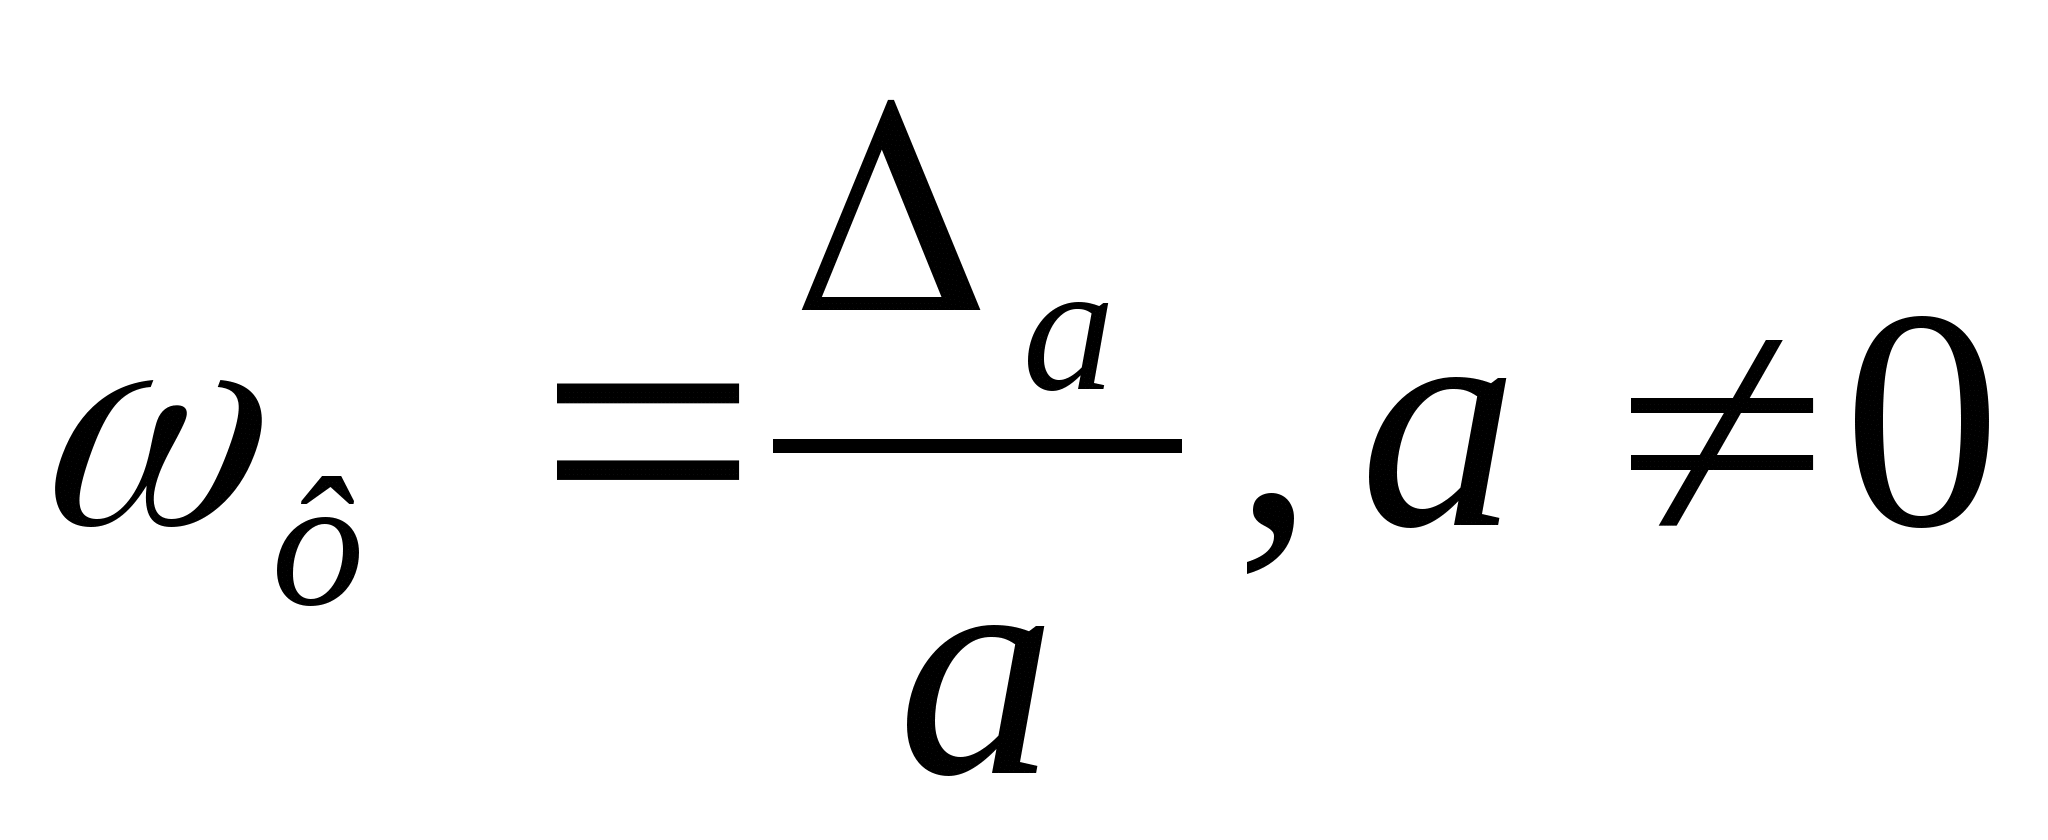 ω_ô = Δ_a / a , a ≠ 0